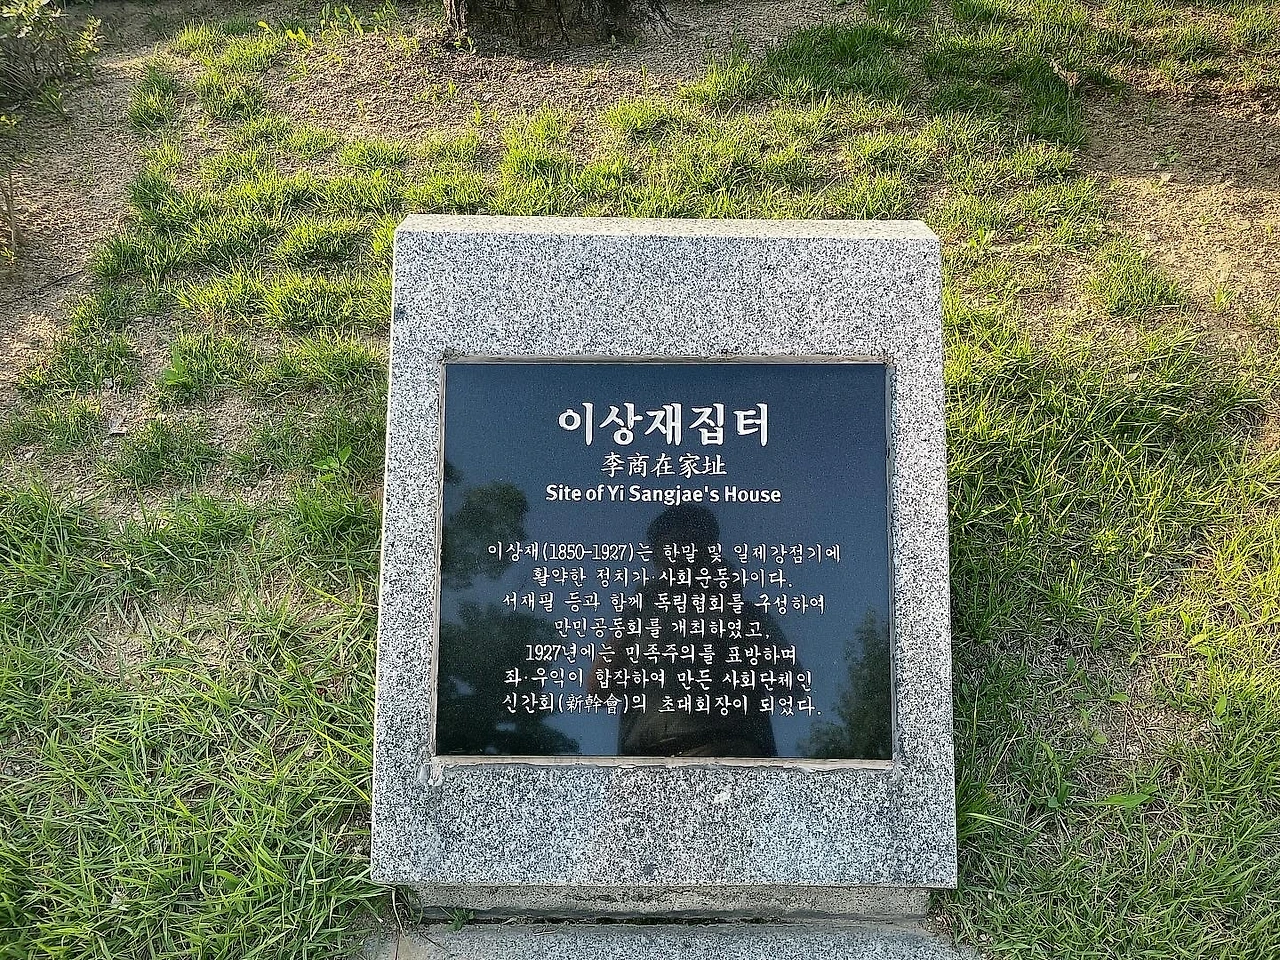 이상재집터
李商在家址
Site of Yi Sangjae's House
이상재(1850-1927)는 한말 및 일제강점기에
활약한 정치가·사회운동가이다.
서재필 등과 함께 독립협회를 구성하여
만민공동회를 개최하였고,
1927년에는 민족주의를 표방하며
좌·우익이 합작하여 만든 사회단체인
신간회(新幹會)의 초대회장이 되었다.